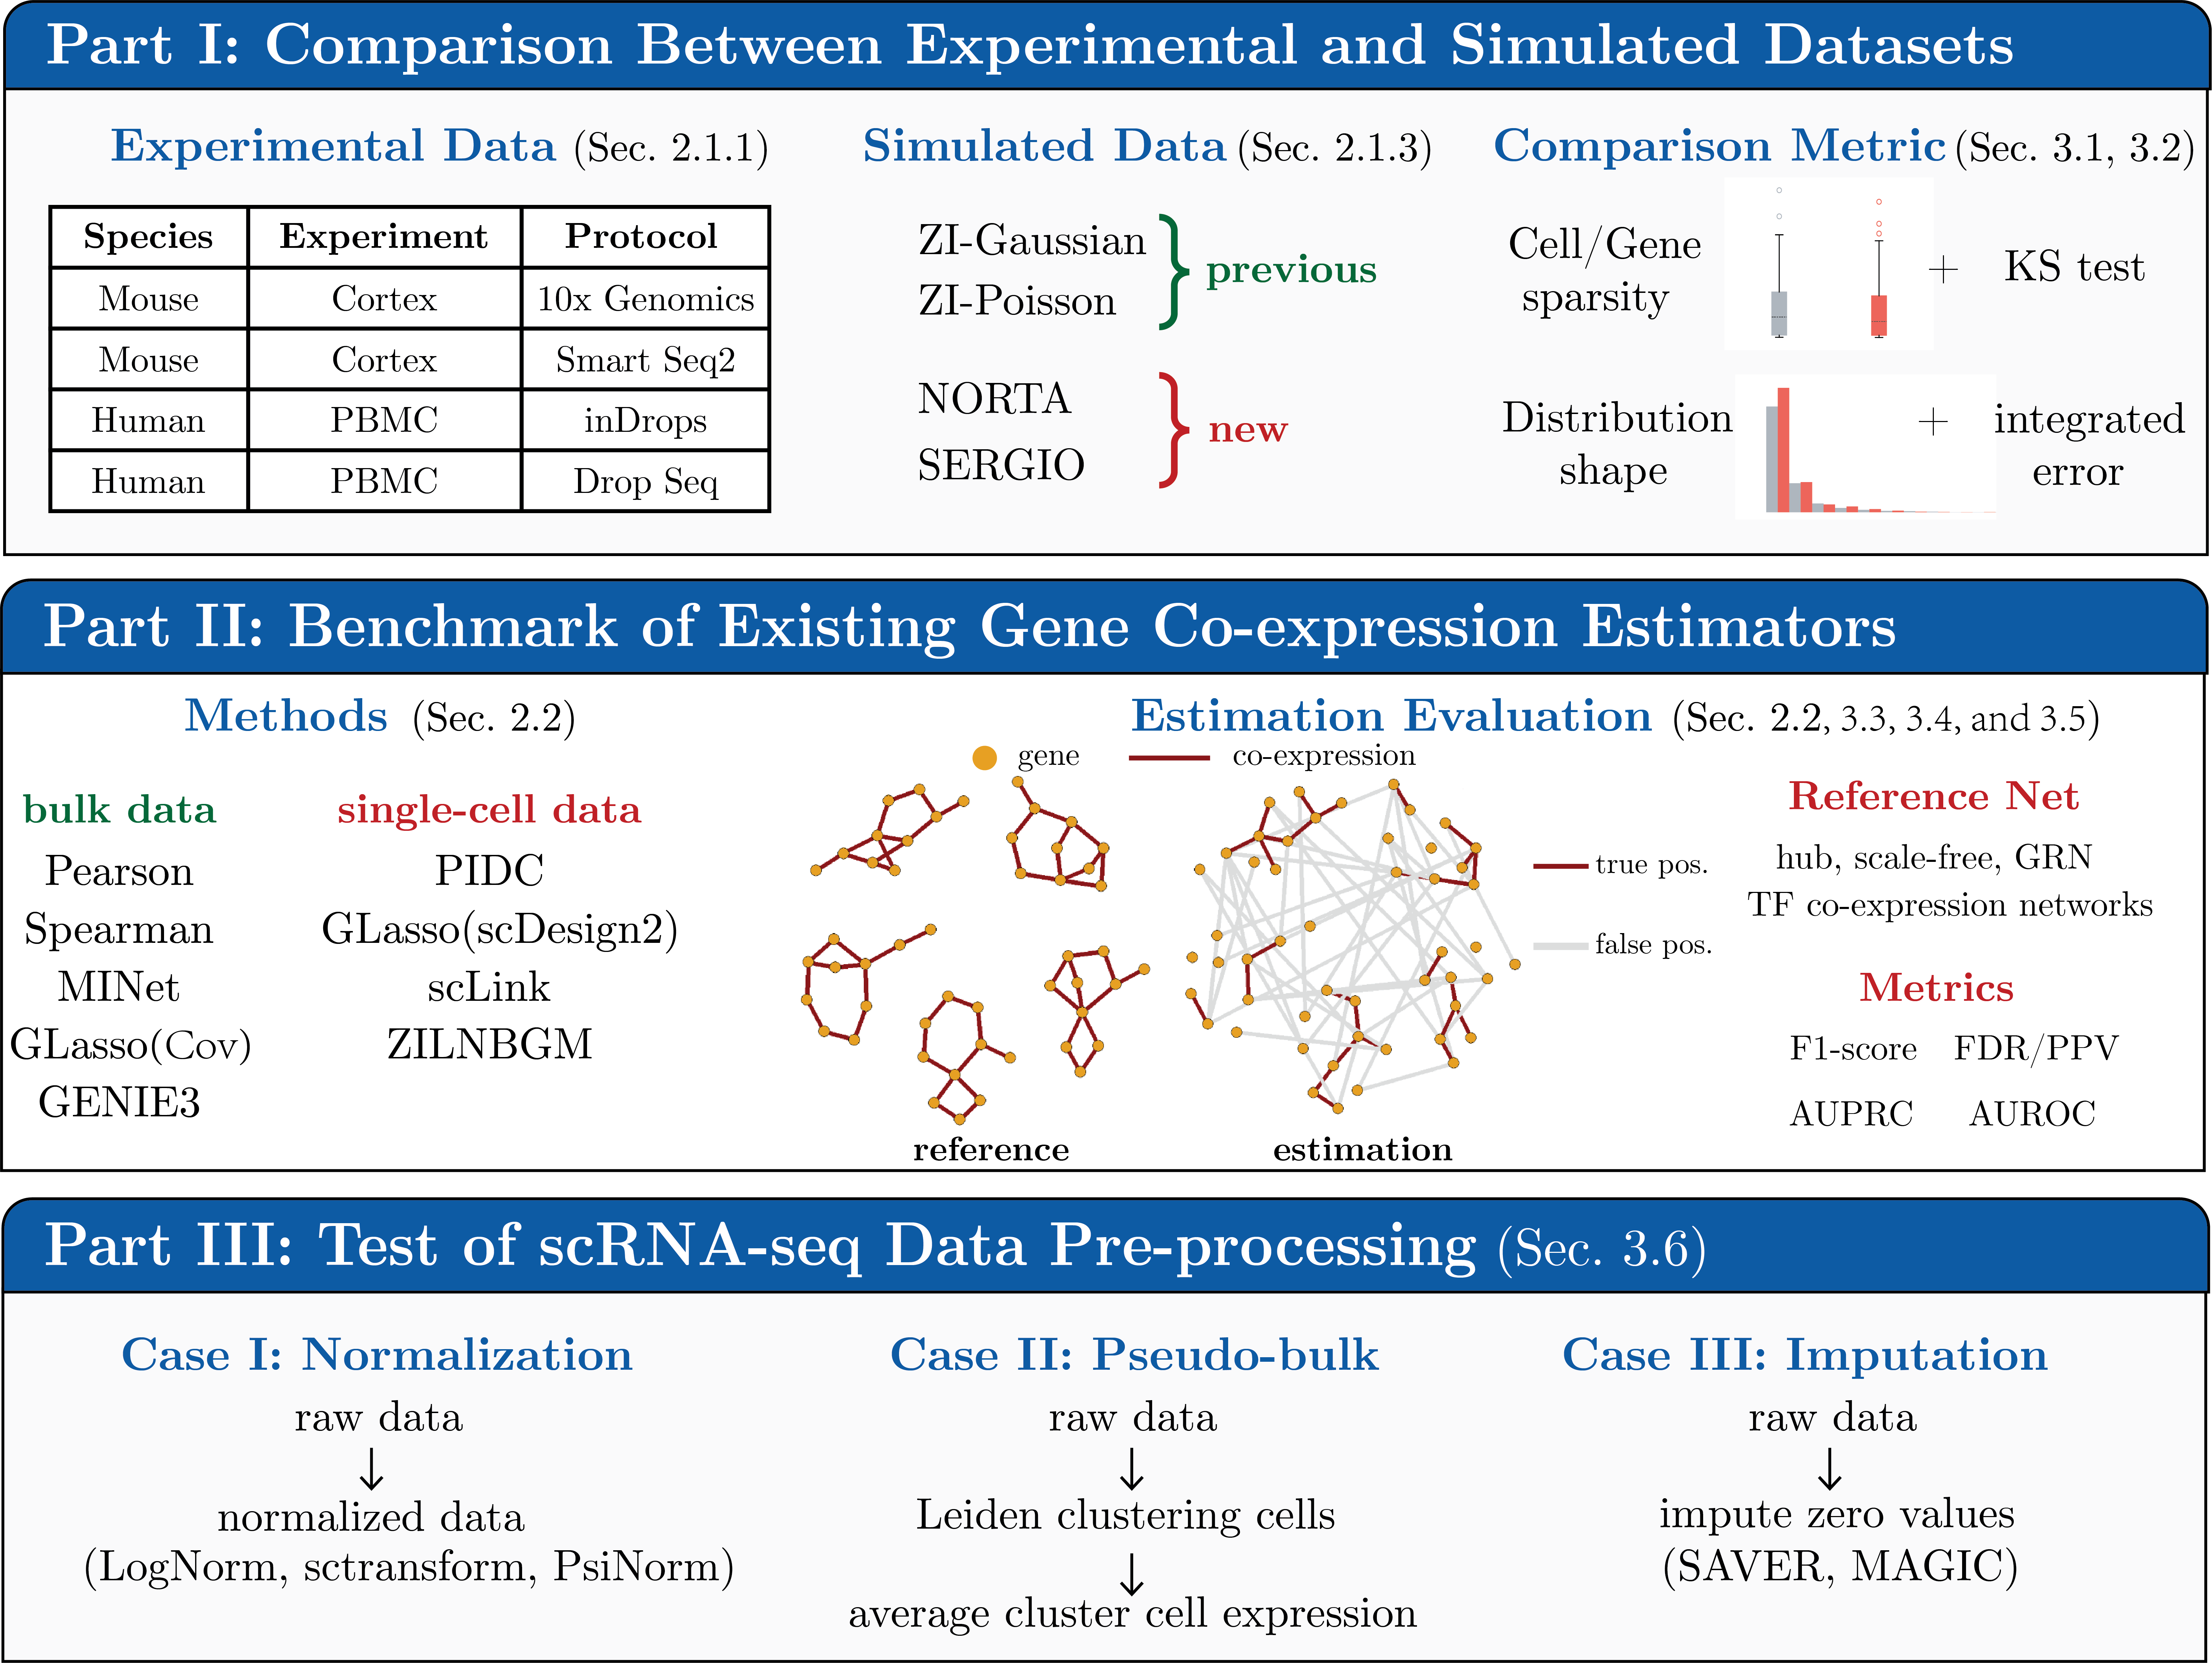 Part I: Comparison Between Experimental and Simulated Datasets
Experimental Data (Sec. 2.1.1)
Species Experiment Protocol
Mouse Cortex 10x Genomics
Mouse Cortex Smart Seq2
Human PBMC inDrops
Human PBMC Drop Seq
Simulated Data (Sec. 2.1.3)
ZI-Gaussian
ZI-Poisson
previous
NORTA
SERGIO
new
Comparison Metric (Sec. 3.1, 3.2)
Cell/Gene
sparsity
+ KS test
Distribution
shape
+ integrated
error
Part II: Benchmark of Existing Gene Co-expression Estimators
Methods (Sec. 2.2)
bulk data
Pearson
Spearman
MINet
GLasso(Cov)
GENIE3
single-cell data
PIDC
GLasso(scDesign2)
scLink
ZILNBGM
Estimation Evaluation (Sec. 2.2, 3.3, 3.4, and 3.5)
gene co-expression
reference
estimation
true pos.
false pos.
Reference Net
hub, scale-free, GRN
TF co-expression networks
Metrics
F1-score FDR/PPV
AUPRC AUROC
Part III: Test of scRNA-seq Data Pre-processing (Sec. 3.6)
Case I: Normalization
raw data
↓
normalized data
(LogNorm, sctransform, PsiNorm)
Case II: Pseudo-bulk
raw data
↓
Leiden clustering cells
↓
average cluster cell expression
Case III: Imputation
raw data
↓
impute zero values
(SAVER, MAGIC)